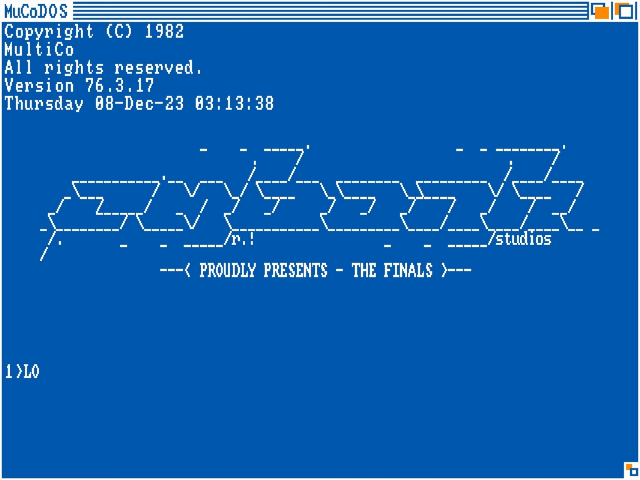 MuCoDOS
Copyright (C) 1982
MultiCo
All rights reserved.
Version 76.3.17
Thursday 08-Dec-23 03:13:38
r.!
/studios
---< PROUDLY PRESENTS - THE FINALS >---
1>LO